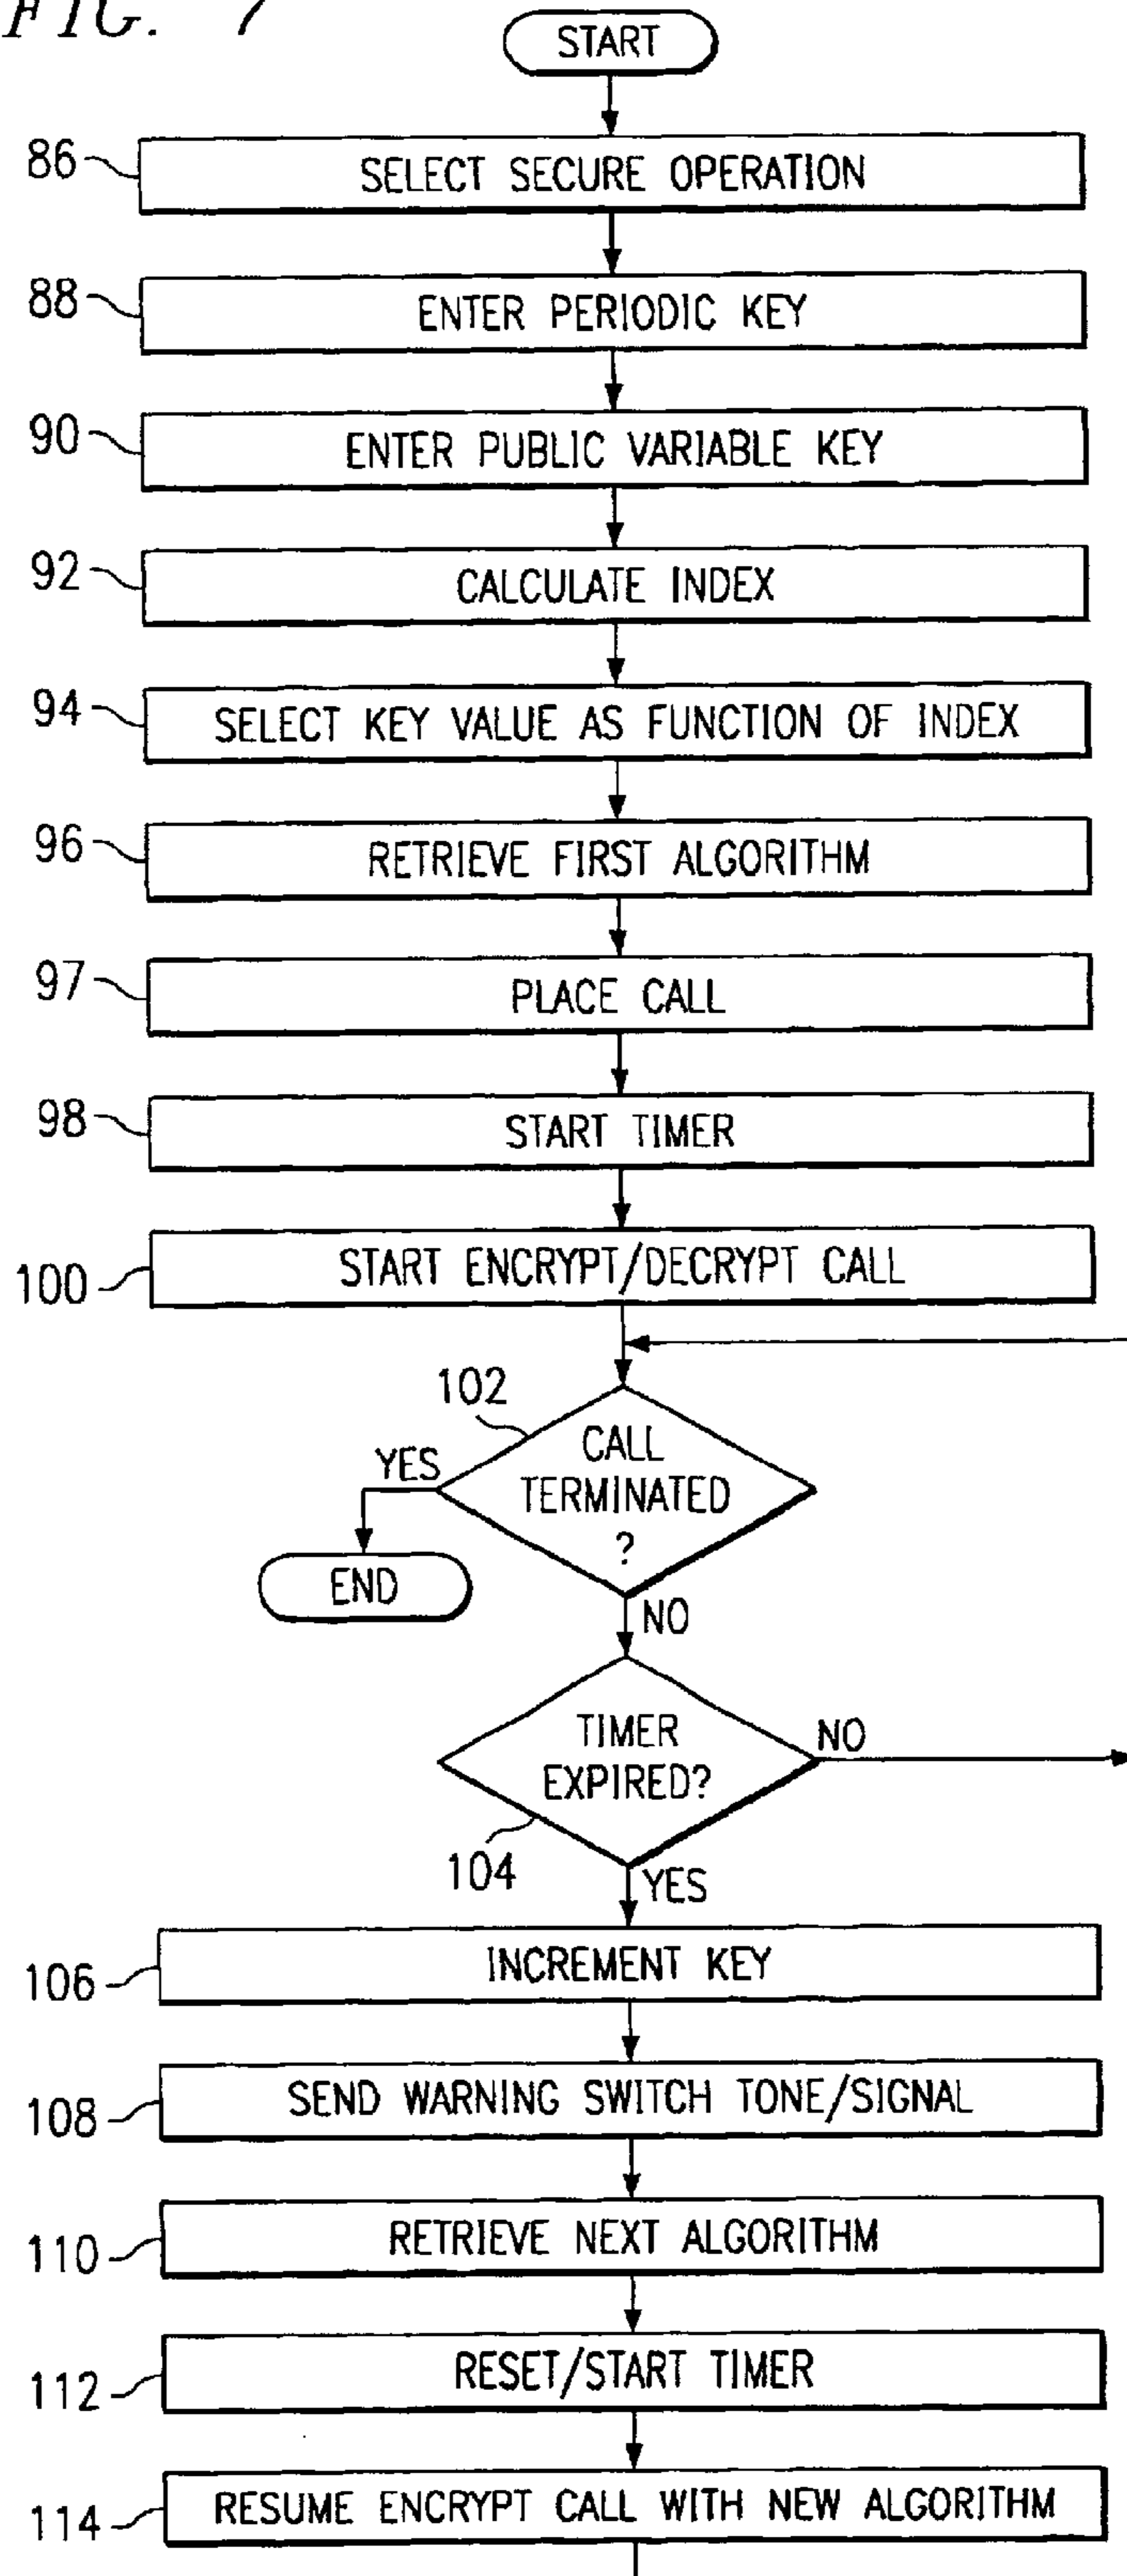 FIG. 7
START
86
SELECT SECURE OPERATION
88
ENTER PERIODIC KEY
90
ENTER PUBLIC VARIABLE KEY
92
CALCULATE INDEX
94
SELECT KEY VALUE AS FUNCTION OF INDEX
96
RETRIEVE FIRST ALGORITHM
97
PLACE CALL
98
START TIMER
100
START ENCRYPT/DECRYPT CALL
102
CALL
TERMINATED
?
YES
END
NO
TIMER
EXPIRED?
NO
104
YES
106
INCREMENT KEY
108
SEND WARNING SWITCH TONE/SIGNAL
110
RETRIEVE NEXT ALGORITHM
112
RESET/START TIMER
114
RESUME ENCRYPT CALL WITH NEW ALGORITHM